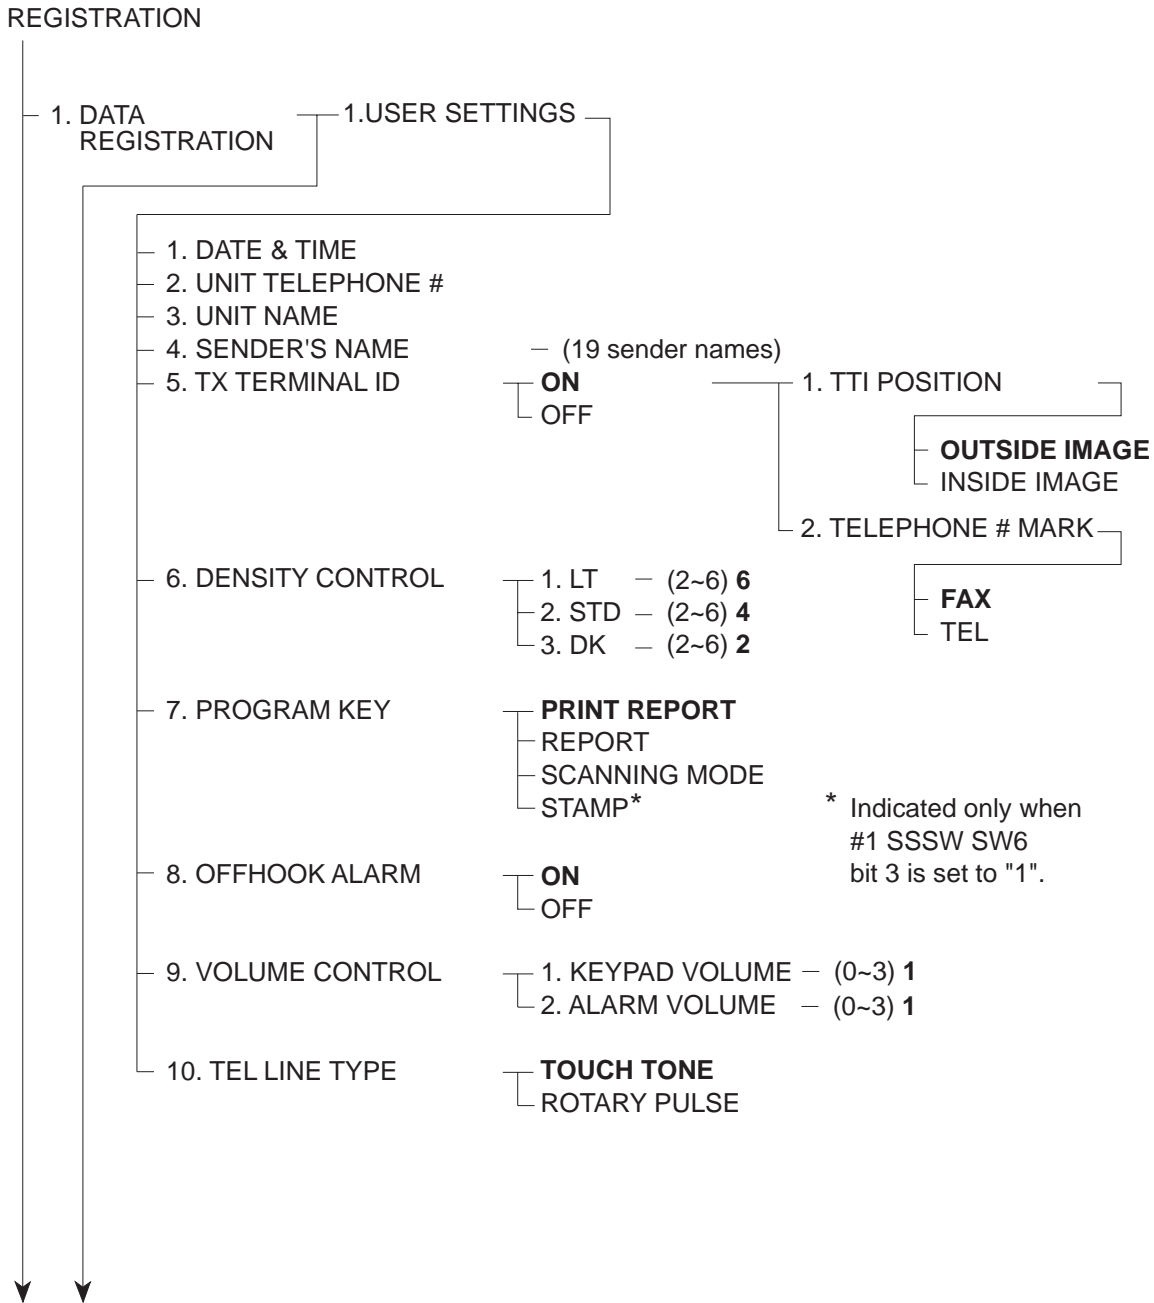 REGISTRATION
1. DATA REGISTRATION
1.USER SETTINGS
1. DATE & TIME
2. UNIT TELEPHONE #
3. UNIT NAME
4. SENDER'S NAME – (19 sender names)
5. TX TERMINAL ID
ON
OFF
1. TTI POSITION
OUTSIDE IMAGE
INSIDE IMAGE
2. TELEPHONE # MARK
FAX
TEL
6. DENSITY CONTROL
1. LT – (2~6) 6
2. STD – (2~6) 4
3. DK – (2~6) 2
7. PROGRAM KEY
PRINT REPORT
REPORT
SCANNING MODE
STAMP*
* Indicated only when
#1 SSSW SW6
bit 3 is set to "1".
8. OFFHOOK ALARM
ON
OFF
9. VOLUME CONTROL
1. KEYPAD VOLUME – (0~3) 1
2. ALARM VOLUME – (0~3) 1
10. TEL LINE TYPE
TOUCH TONE
ROTARY PULSE